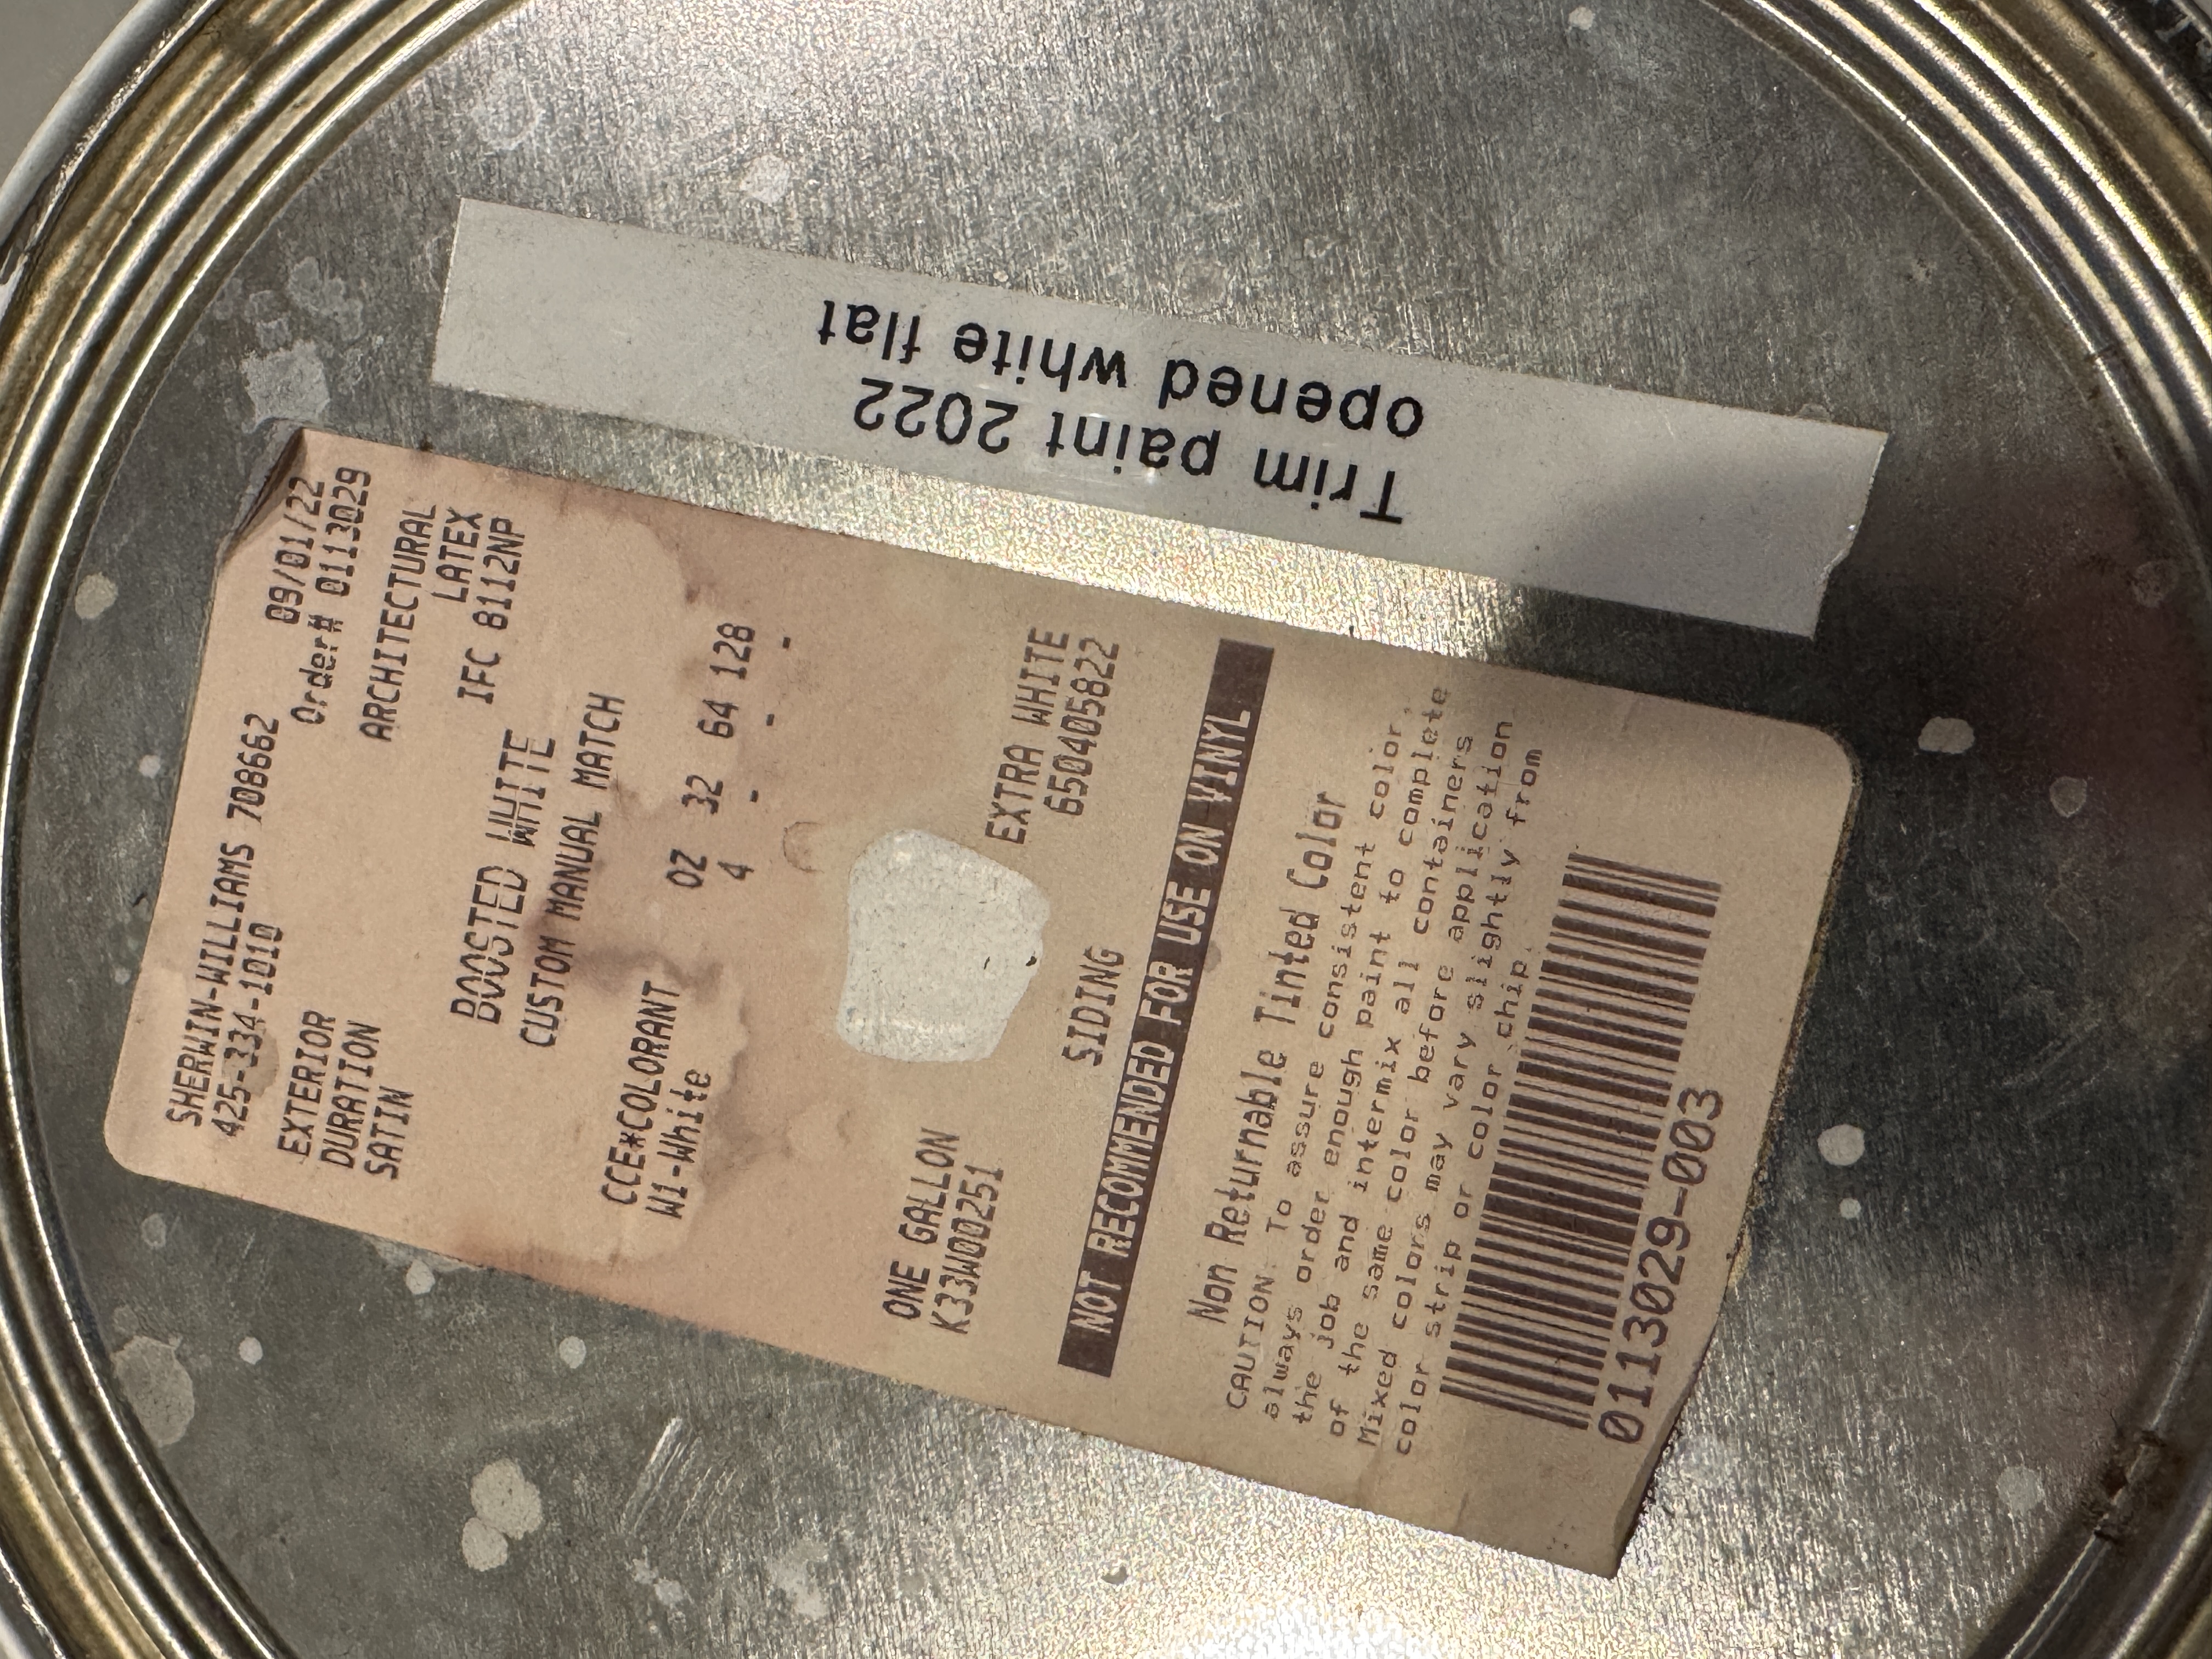 SHERWIN-WILLIAMS 708662
425-334-1010 09/01/22
Order# 0113029
EXTERIOR ARCHITECTURAL
DURATION LATEX
SATIN IFC 8112NP
BOOSTED WHITE
CUSTOM MANUAL MATCH
CCE*COLORANT OZ 32 64 128
W1-White 4 - - -
ONE GALLON EXTRA WHITE
K33W00251 650405822
SIDING
NOT RECOMMENDED FOR USE ON VINYL
Non Returnable Tinted Color
CAUTION: To assure consistent color,
always order enough paint to complete
the job and intermix all containers
of the same color before application
Mixed colors may vary slightly from
color strip or color chip.
0113029-003
Trim paint 2022
opened white flat